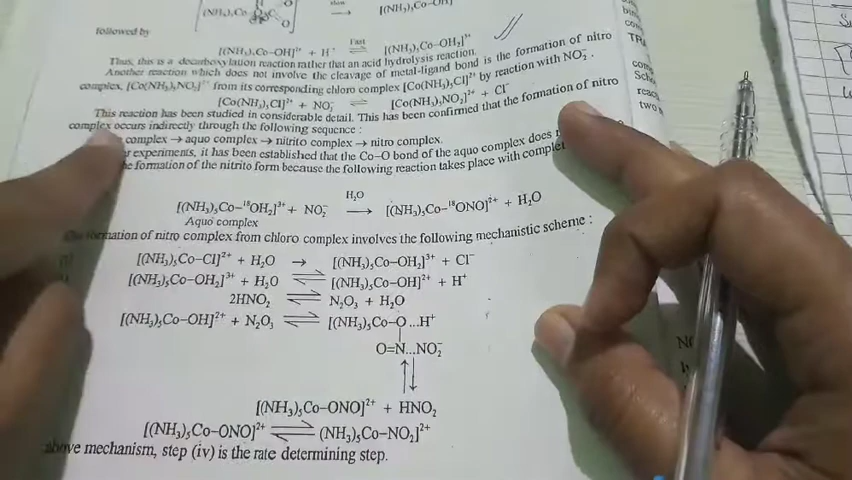 followed by
[(NH₃)₅Co–OH]²⁺ + H⁺ ⇌ Fast [(NH₃)₅Co–OH₂]³⁺
Thus, this is a decarboxylation reaction rather that an acid hydrolysis reaction.
Another reaction which does not involve the cleavage of metal-ligand bond is the formation of nitro
complex, [Co(NH₃)₅NO₂]²⁺ from its corresponding chloro complex [Co(NH₃)₅Cl]²⁺ by reaction with NO₂⁻.
[Co(NH₃)₅Cl]²⁺ + NO₂⁻ ⇌ [Co(NH₃)₅NO₂]²⁺ + Cl⁻
This reaction has been studied in considerable detail. This has been confirmed that the formation of nitro
complex occurs indirectly through the following sequence :
complex → aquo complex → nitrito complex → nitro complex.
experiments, it has been established that the Co–O bond of the aquo complex does
the formation of the nitrito form because the following reaction takes place with
[(NH₃)₅Co–¹⁸OH₂]³⁺ + NO₂⁻ H₂O → [(NH₃)₅Co–¹⁸ONO]²⁺ + H₂O
Aquo complex
formation of nitro complex from chloro complex involves the following mechanistic scheme :
[(NH₃)₅Co–Cl]²⁺ + H₂O → [(NH₃)₅Co–OH₂]³⁺ + Cl⁻
[(NH₃)₅Co–OH₂]³⁺ + H₂O ⇌ [(NH₃)₅Co–OH₂]²⁺ + H⁺
2HNO₂ ⇌ N₂O₃ + H₂O
[(NH₃)₅Co–OH]²⁺ + N₂O₃ ⇌ [(NH₃)₅Co–O ...H⁺
O=N...NO₂⁻
[(NH₃)₅Co–ONO]²⁺ + HNO₂
[(NH₃)₅Co–ONO]²⁺ ⇌ (NH₃)₅Co–NO₂]²⁺
above mechanism, step (iv) is the rate determining step.